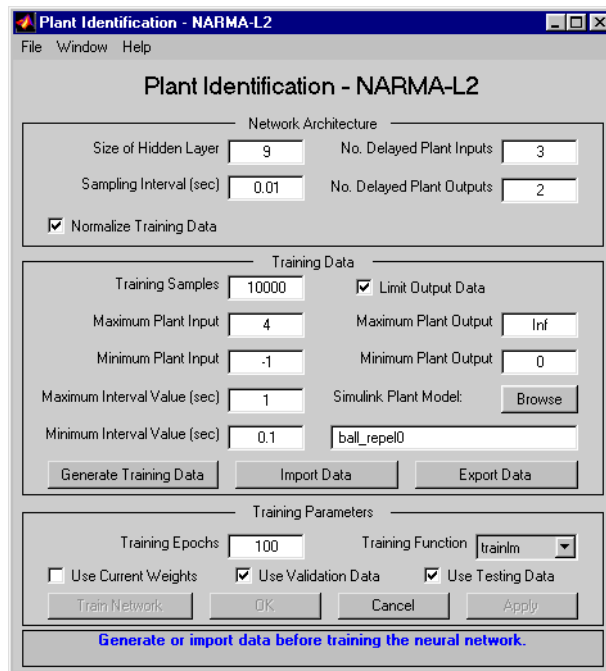 Plant Identification - NARMA-L2
File Window Help
Plant Identification - NARMA-L2
Network Architecture
Size of Hidden Layer 9 No. Delayed Plant Inputs 3
Sampling Interval (sec) 0.01 No. Delayed Plant Outputs 2
Normalize Training Data
Training Data
Training Samples 10000 Limit Output Data
Maximum Plant Input 4 Maximum Plant Output Inf
Minimum Plant Input -1 Minimum Plant Output 0
Maximum Interval Value (sec) 1 Simulink Plant Model: Browse
Minimum Interval Value (sec) 0.1 ball_repel0
Generate Training Data Import Data Export Data
Training Parameters
Training Epochs 100 Training Function trainlm
Use Current Weights Use Validation Data Use Testing Data
Train Network OK Cancel Apply
Generate or import data before training the neural network.